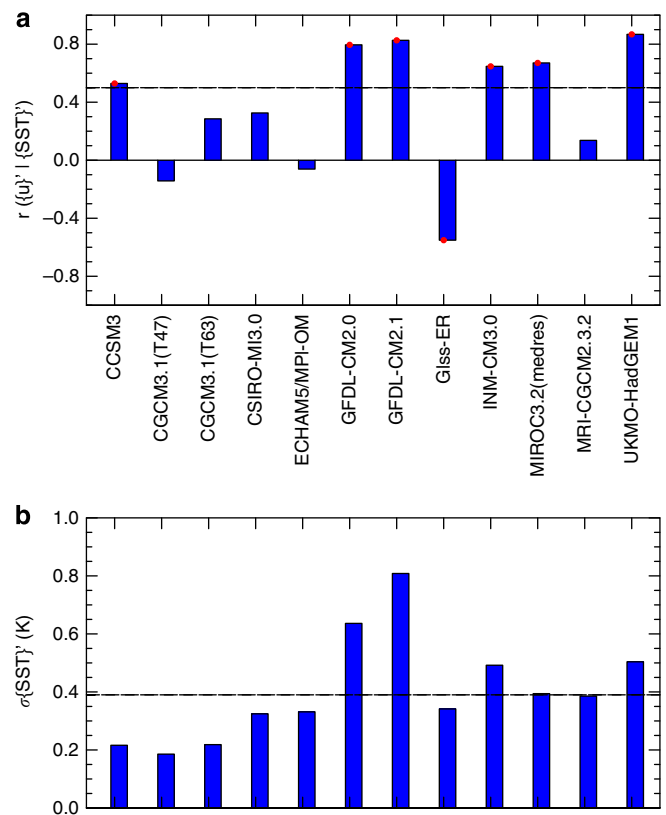 a
r ({u}' | {SST}')
0.8
0.4
0.0
−0.4
−0.8
CCSM3
CGCM3.1(T47)
CGCM3.1(T63)
CSIRO-MI3.0
ECHAM5/MPI-OM
GFDL-CM2.0
GFDL-CM2.1
GIss-ER
INM-CM3.0
MIROC3.2(medres)
MRI-CGCM2.3.2
UKMO-HadGEM1
b
σ{SST}' (K)
1.0
0.8
0.6
0.4
0.2
0.0